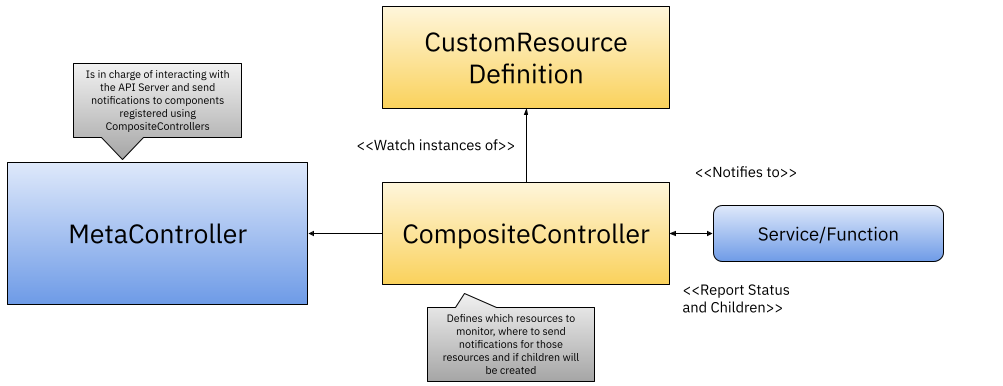 CustomResource
Definition
Is in charge of interacting with
the API Server and send
notifications to components
registered using
CompositeControllers
<<Watch instances of>>
<<Notifies to>>
MetaController
CompositeController
Service/Function
<<Report Status
and Children>>
Defines which resources to
monitor, where to send
notifications for those
resources and if children will
be created